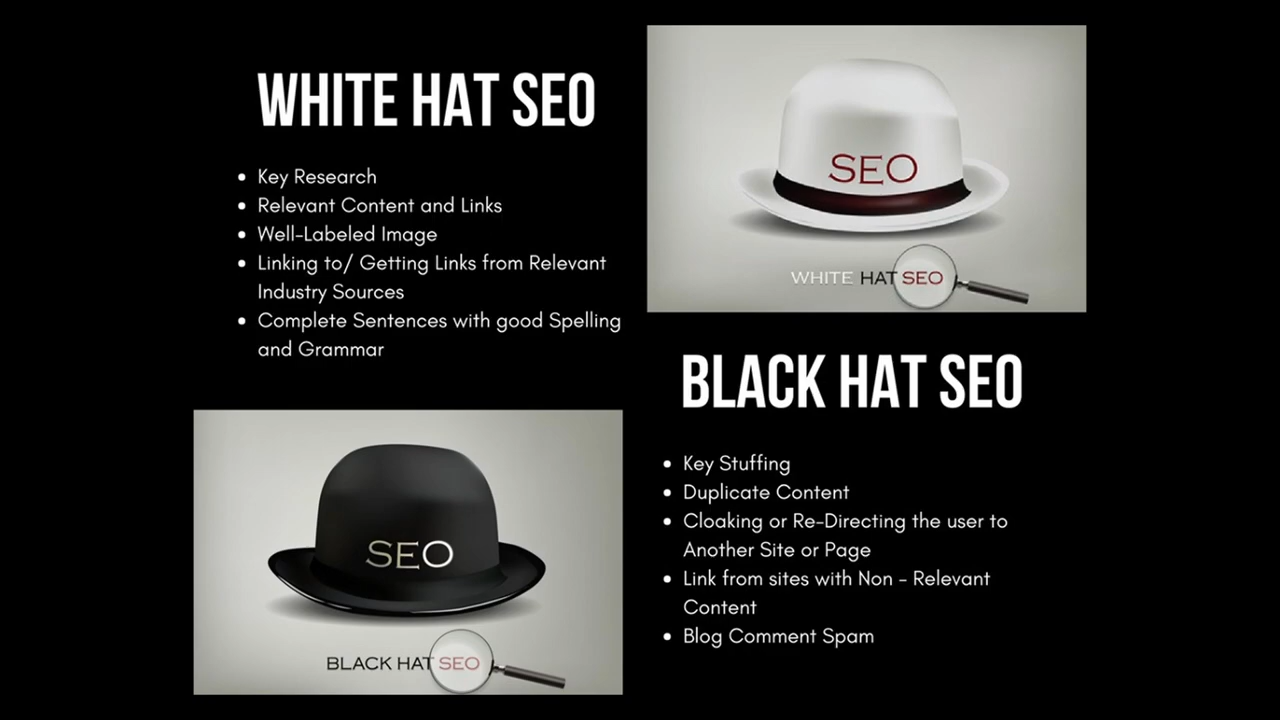 WHITE HAT SEO
• Key Research
• Relevant Content and Links
• Well-Labeled Image
• Linking to/ Getting Links from Relevant
Industry Sources
• Complete Sentences with good Spelling
and Grammar
SEO
WHITE HAT SEO
BLACK HAT SEO
• Key Stuffing
• Duplicate Content
• Cloaking or Re-Directing the user to
Another Site or Page
• Link from sites with Non - Relevant
Content
• Blog Comment Spam
SEO
BLACK HAT SEO